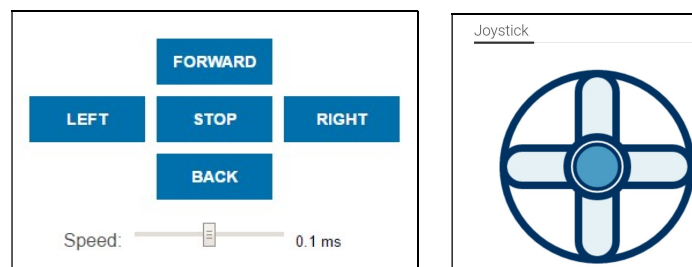 FORWARD
LEFT STOP RIGHT
BACK
Speed: 0.1 ms
Joystick